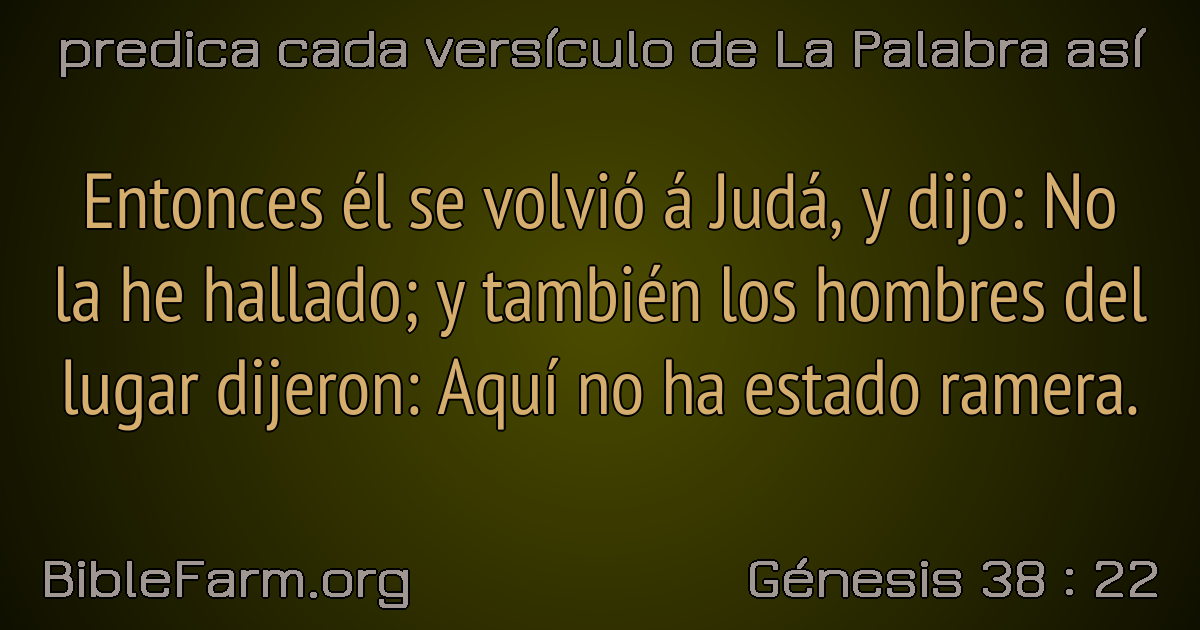 predica cada versículo de La Palabra así
Entonces él se volvió á Judá, y dijo: No
la he hallado; y también los hombres del
lugar dijeron: Aquí no ha estado ramera.
BibleFarm.org
Génesis 38 : 22